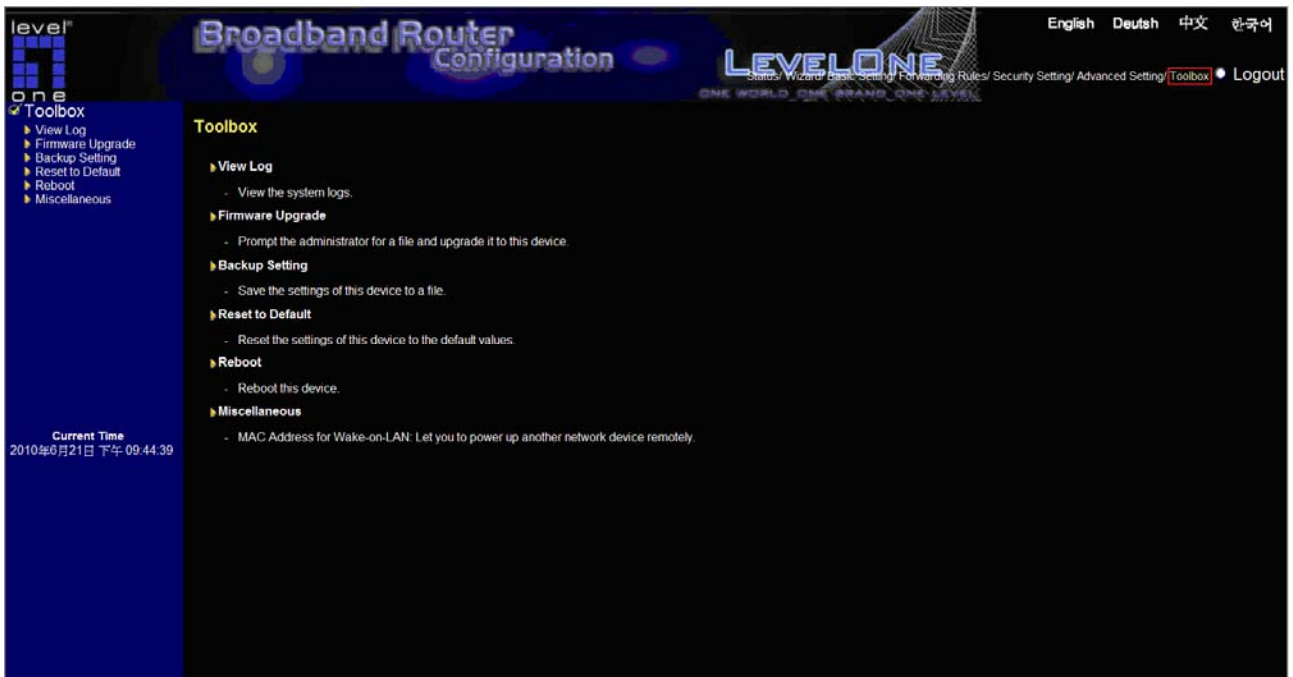 level
one
Broadband Router
Configuration
LEVELONE
ONE WORLD_ONE BRAND_ONE LEVEL
English Deutsh 中文 한국어
Status/ Wizard/ Basic Setting/ Forwarding Rules/ Security Setting/ Advanced Setting/ Toolbox Logout
Toolbox
View Log
Firmware Upgrade
Backup Setting
Reset to Default
Reboot
Miscellaneous
Current Time
2010年6月21日 下午 09:44:39
Toolbox
View Log
- View the system logs.
Firmware Upgrade
- Prompt the administrator for a file and upgrade it to this device.
Backup Setting
- Save the settings of this device to a file.
Reset to Default
- Reset the settings of this device to the default values.
Reboot
- Reboot this device.
Miscellaneous
- MAC Address for Wake-on-LAN: Let you to power up another network device remotely.